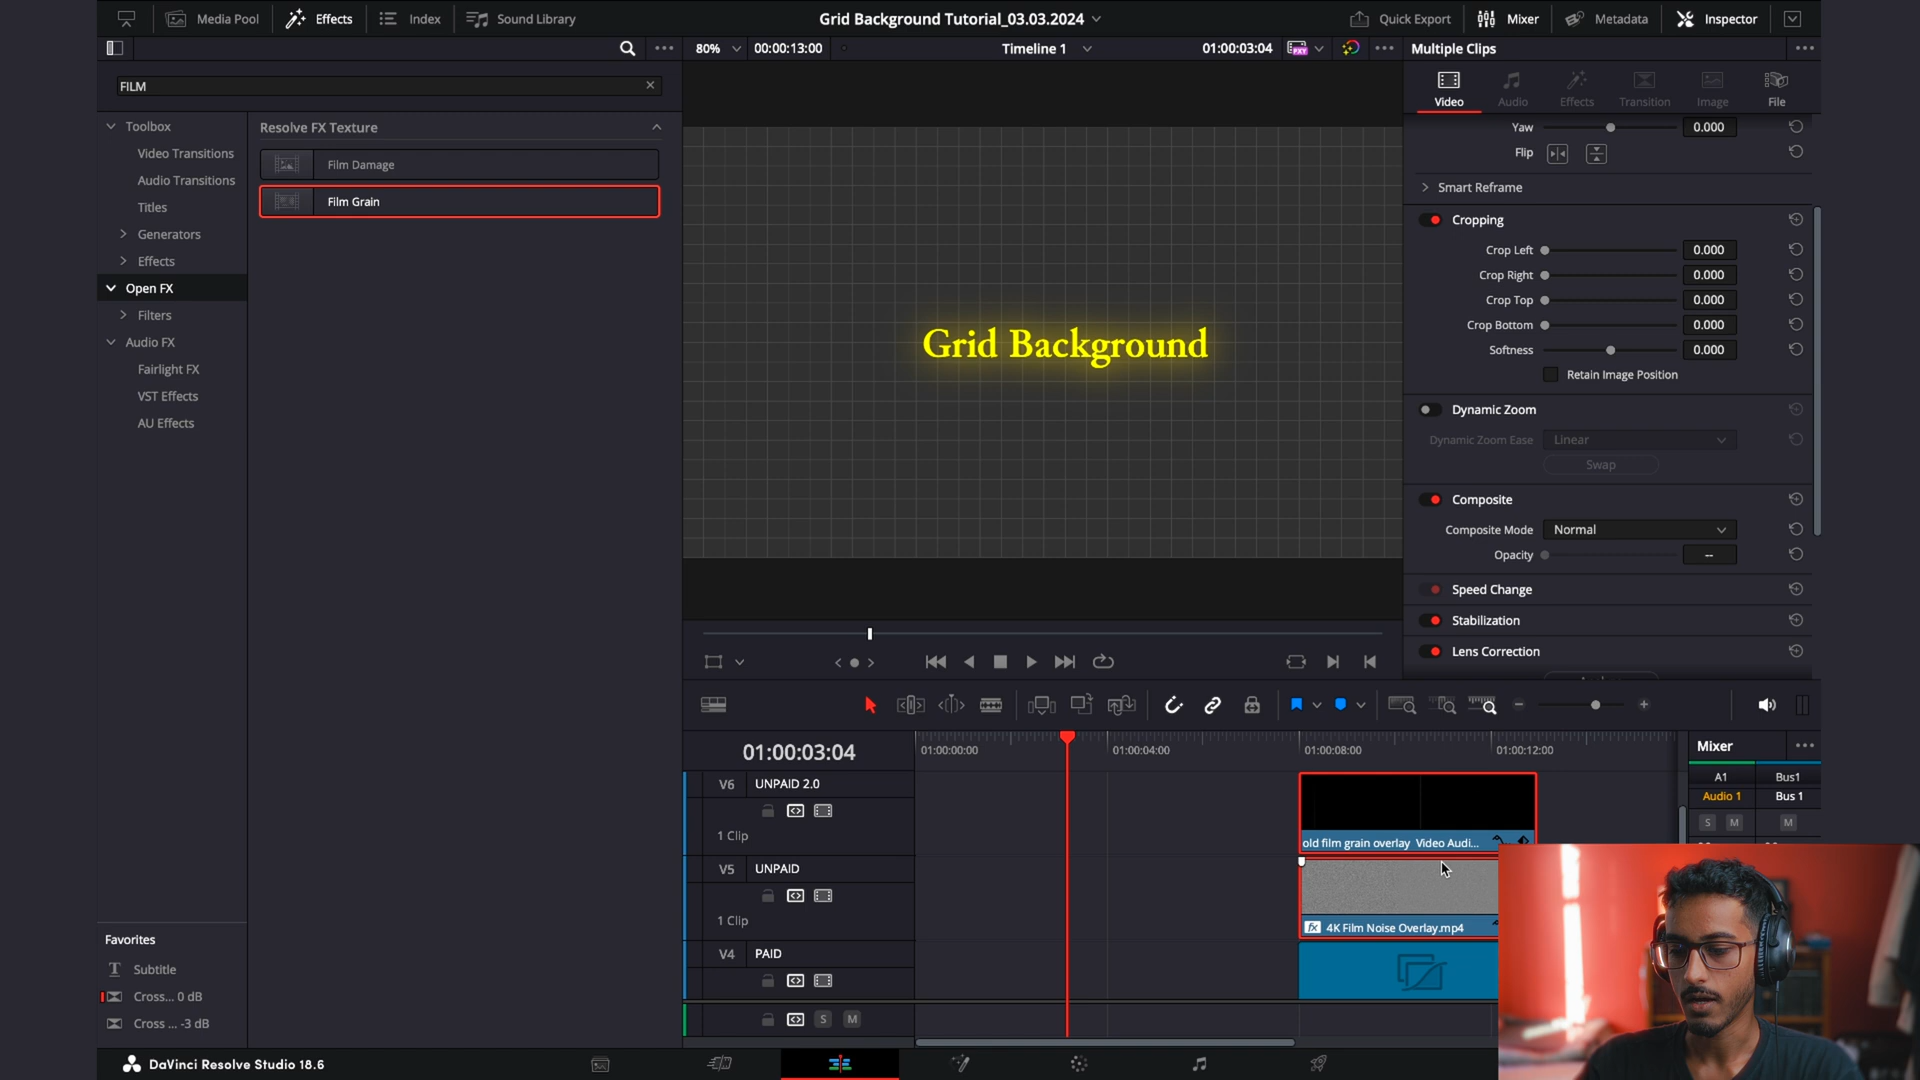 Media Pool
Effects
Index
Sound Library
Grid Background Tutorial_03.03.2024
Quick Export
Mixer
Metadata
Inspector
80%
00:00:13:00
Timeline 1
01:00:03:04
Multiple Clips
FILM
Toolbox
Video Transitions
Audio Transitions
Titles
Generators
Effects
Open FX
Filters
Audio FX
Fairlight FX
VST Effects
AU Effects
Favorites
Subtitle
Cross... 0 dB
Cross ... -3 dB
Resolve FX Texture
Film Damage
Film Grain
Grid Background
Video
Audio
Effects
Transition
Image
File
Yaw 0.000
Flip
Smart Reframe
Cropping
Crop Left 0.000
Crop Right 0.000
Crop Top 0.000
Crop Bottom 0.000
Softness 0.000
Retain Image Position
Dynamic Zoom
Dynamic Zoom Ease Linear
Swap
Composite
Composite Mode Normal
Opacity --
Speed Change
Stabilization
Lens Correction
01:00:03:04
01:00:00:00
01:00:04:00
01:00:08:00
01:00:12:00
V6 UNPAID 2.0
1 Clip
old film grain overlay Video Audi...
V5 UNPAID
1 Clip
fx 4K Film Noise Overlay.mp4
V4 PAID
S M
Mixer
A1 Bus1
Audio 1 Bus 1
S M M
DaVinci Resolve Studio 18.6